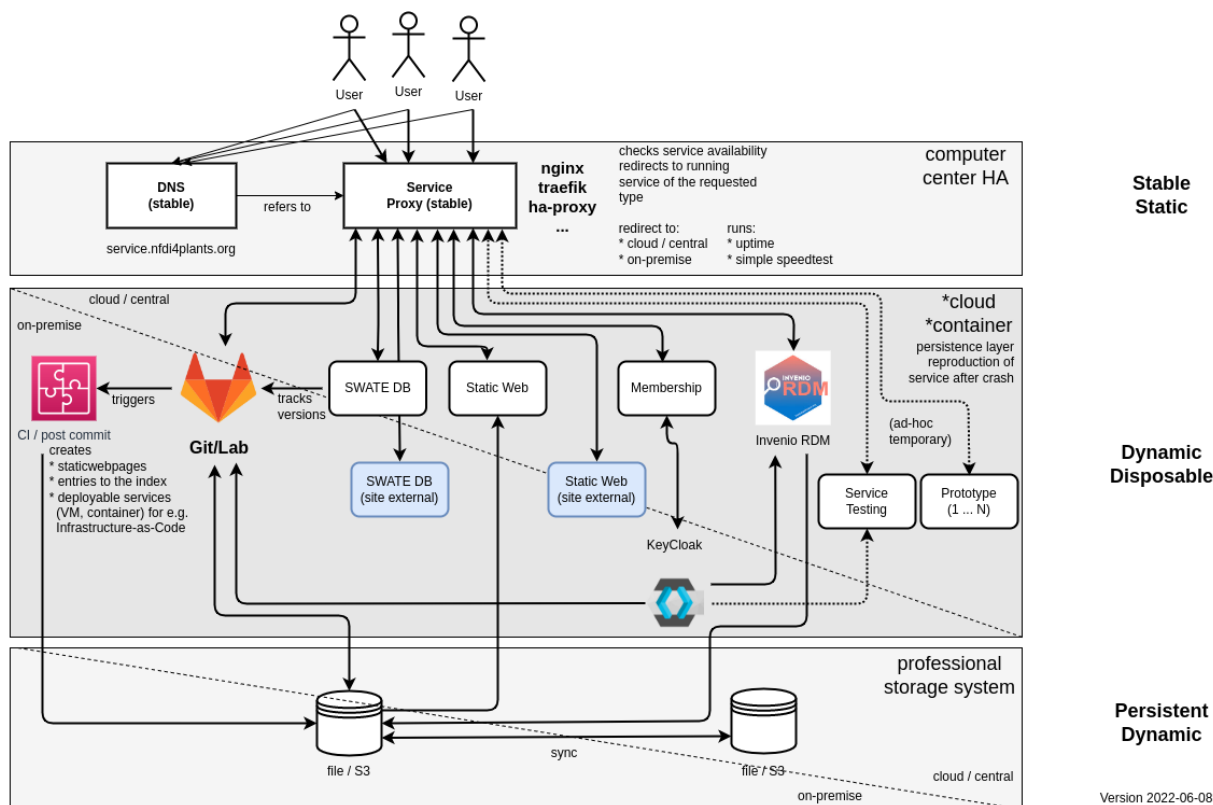 User
User
User
DNS
(stable)
refers to
Service
Proxy (stable)
service.nfdi4plants.org
nginx
traefik
ha-proxy
...
checks service availability
redirects to running
service of the requested
type
redirect to:
* cloud / central
* on-premise
runs:
* uptime
* simple speedtest
computer
center HA
Stable
Static
cloud / central
on-premise
*cloud
*container
persistence layer
reproduction of
service after crash
CI / post commit
triggers
creates
* staticwebpages
* entries to the index
* deployable services
(VM, container) for e.g.
Infrastructure-as-Code
Git/Lab
tracks
versions
SWATE DB
Static Web
Membership
INVENIO
RDM
Invenio RDM
SWATE DB
(site external)
Static Web
(site external)
KeyCloak
(ad-hoc
temporary)
Service
Testing
Prototype
(1 ... N)
Dynamic
Disposable
professional
storage system
file / S3
sync
file / S3
cloud / central
on-premise
Persistent
Dynamic
Version 2022-06-08